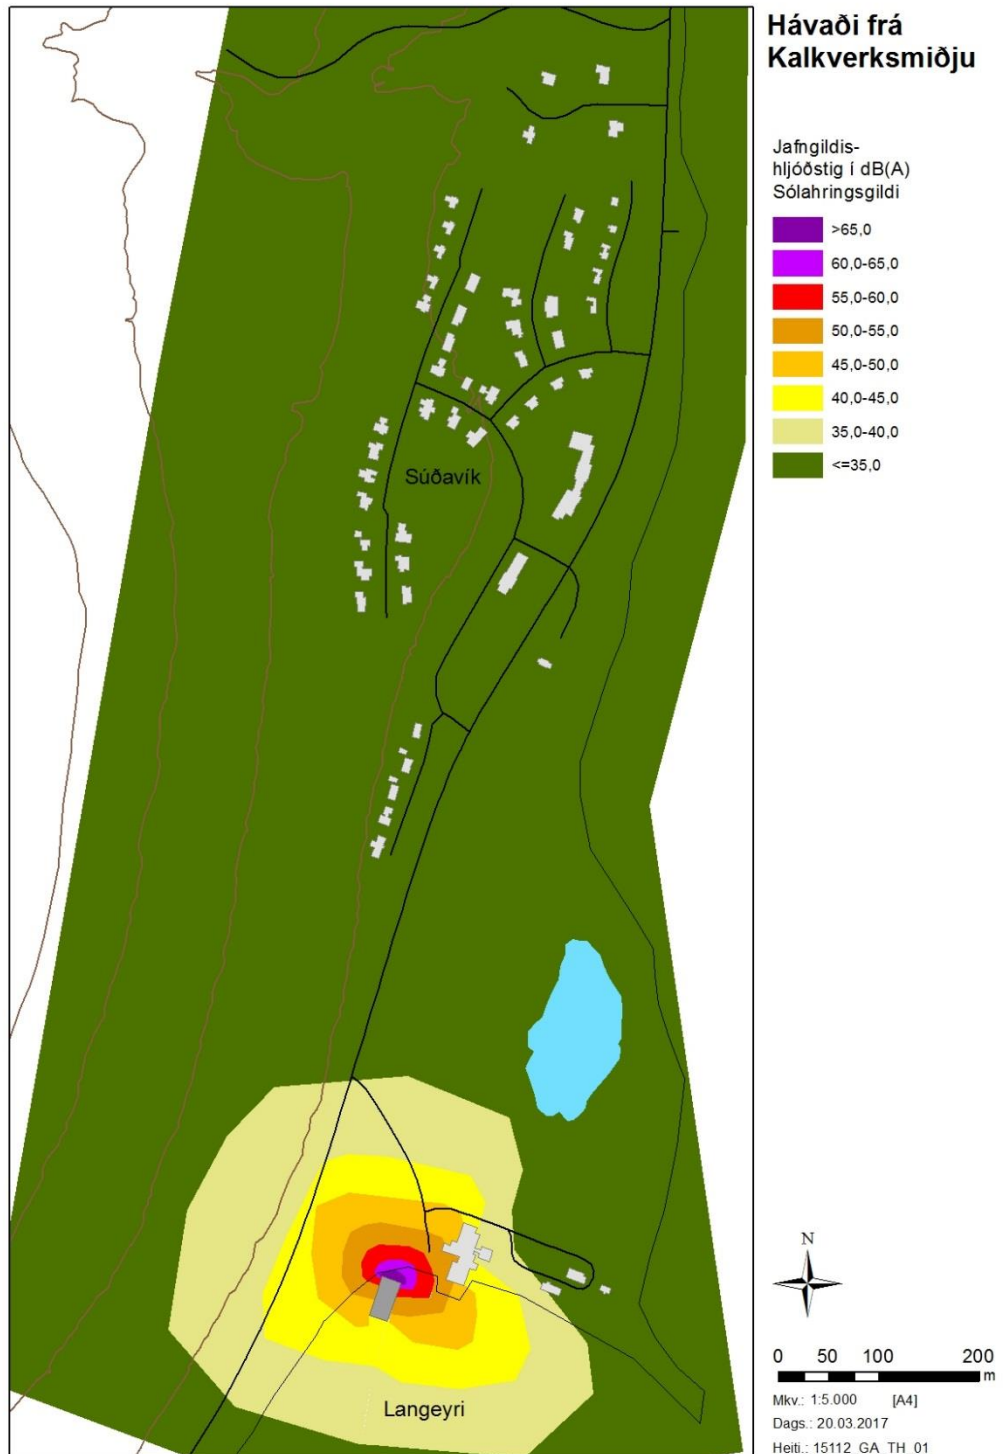 Hávaði frá
Kalkverksmiðju
Jafngildis-
hljóðstig í dB(A)
Sólahringsgildi
>65,0
60,0-65,0
55,0-60,0
50,0-55,0
45,0-50,0
40,0-45,0
35,0-40,0
<=35,0
Súðavík
Langeyri
N
0 50 100 200
m
Mkv.: 1:5.000 [A4]
Dags.: 20.03.2017
Heiti.: 15112_GA_TH_01